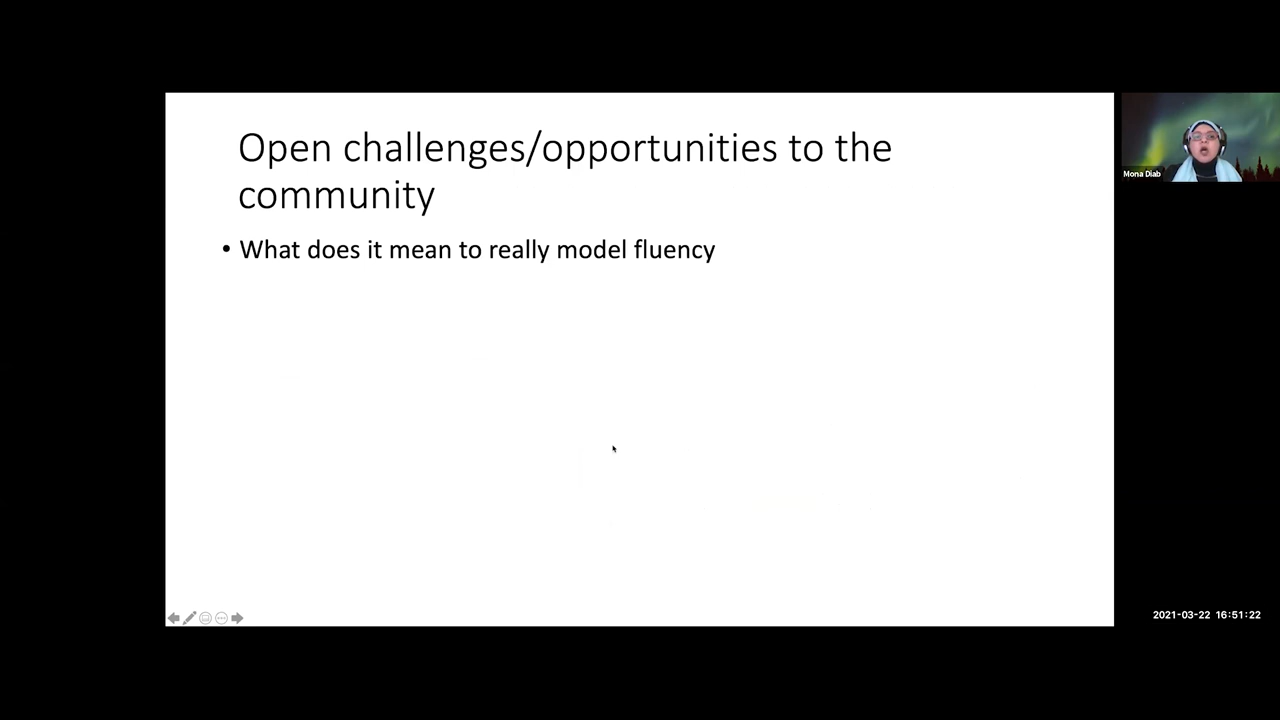 Open challenges/opportunities to the
community
• What does it mean to really model fluency
Mona Diab
2021-03-22 16:51:22